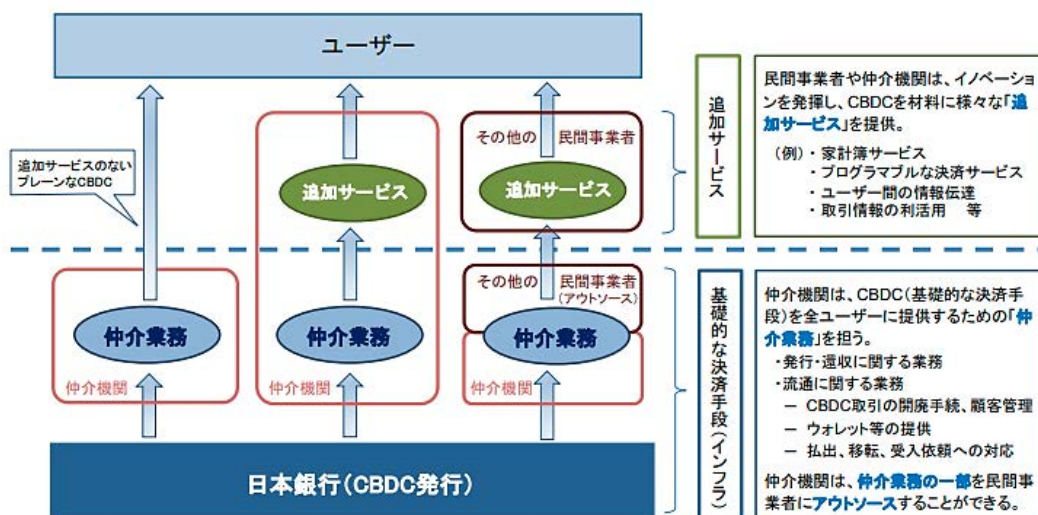 ユーザー
追加サービスのない
プレーンなCBDC
追加サービス
その他の 民間事業者
追加サービス
その他の 民間事業者
(アウトソース)
仲介業務
仲介機関
仲介業務
仲介機関
仲介業務
仲介機関
日本銀行(CBDC発行)
追加サービス
民間事業者や仲介機関は、イノベーショ
ンを発揮し、CBDCを材料に様々な「追
加サービス」を提供。
(例)・家計簿サービス
・プログラマブルな決済サービス
・ユーザー間の情報伝達
・取引情報の利活用 等
基礎的な決済手段(インフラ)
仲介機関は、CBDC(基礎的な決済手
段)を全ユーザーに提供するための「仲
介業務」を担う。
・発行・還収に関する業務
・流通に関する業務
― CBDC取引の開廃手続、顧客管理
― ウォレット等の提供
― 払出、移転、受入依頼への対応
仲介機関は、仲介業務の一部を民間事
業者にアウトソースすることができる。